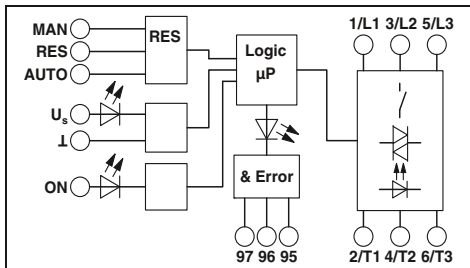 MAN
RES
AUTO
Us
⊥
ON
RES
Logic
µP
& Error
97 96 95
1/L1 3/L2 5/L3
2/T1 4/T2 6/T3